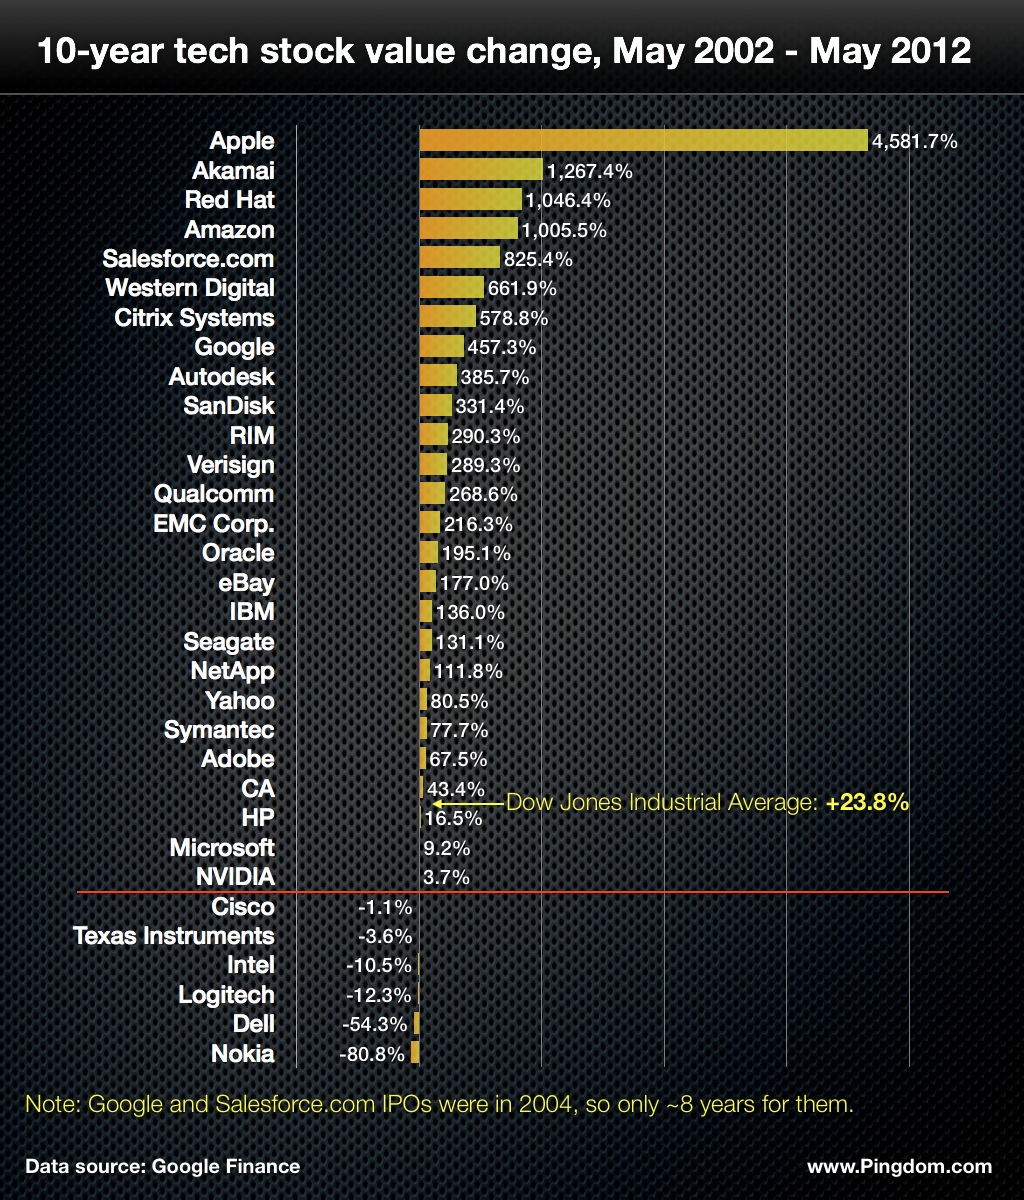 10-year tech stock value change, May 2002 - May 2012
Apple 4,581.7%
Akamai 1,267.4%
Red Hat 1,046.4%
Amazon 1,005.5%
Salesforce.com 825.4%
Western Digital 661.9%
Citrix Systems 578.8%
Google 457.3%
Autodesk 385.7%
SanDisk 331.4%
RIM 290.3%
Verisign 289.3%
Qualcomm 268.6%
EMC Corp. 216.3%
Oracle 195.1%
eBay 177.0%
IBM 136.0%
Seagate 131.1%
NetApp 111.8%
Yahoo 80.5%
Symantec 77.7%
Adobe 67.5%
CA 43.4%
Dow Jones Industrial Average: +23.8%
HP 16.5%
Microsoft 9.2%
NVIDIA 3.7%
Cisco -1.1%
Texas Instruments -3.6%
Intel -10.5%
Logitech -12.3%
Dell -54.3%
Nokia -80.8%
Note: Google and Salesforce.com IPOs were in 2004, so only ~8 years for them.
Data source: Google Finance www.Pingdom.com